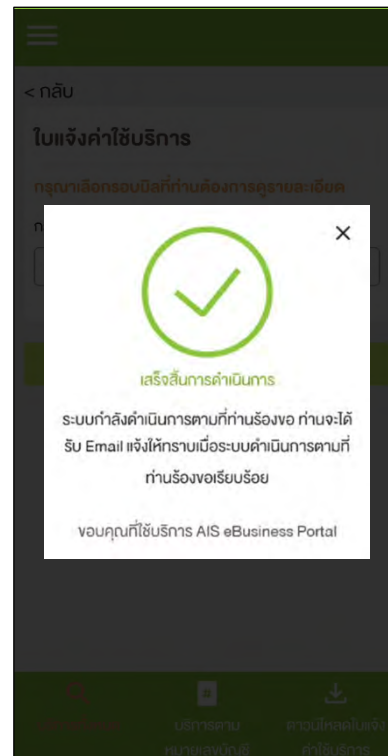 < กลับ
ใบแจ้งค่าใช้บริการ
กรุณาเลือกรอบบิลที่ท่านต้องการดูรายละเอียด
ก
เสร็จสิ้นการดำเนินการ
ระบบกำลังดำเนินการตามที่ท่านร้องขอ ท่านจะได้
รับ Email แจ้งให้ทราบเมื่อระบบดำเนินการตามที่
ท่านร้องขอเรียบร้อย
ขอบคุณที่ใช้บริการ AIS eBusiness Portal
บริการตาม
หมายเลขบัญชี
ดาวน์โหลดใบแจ้ง
ค่าใช้บริการ